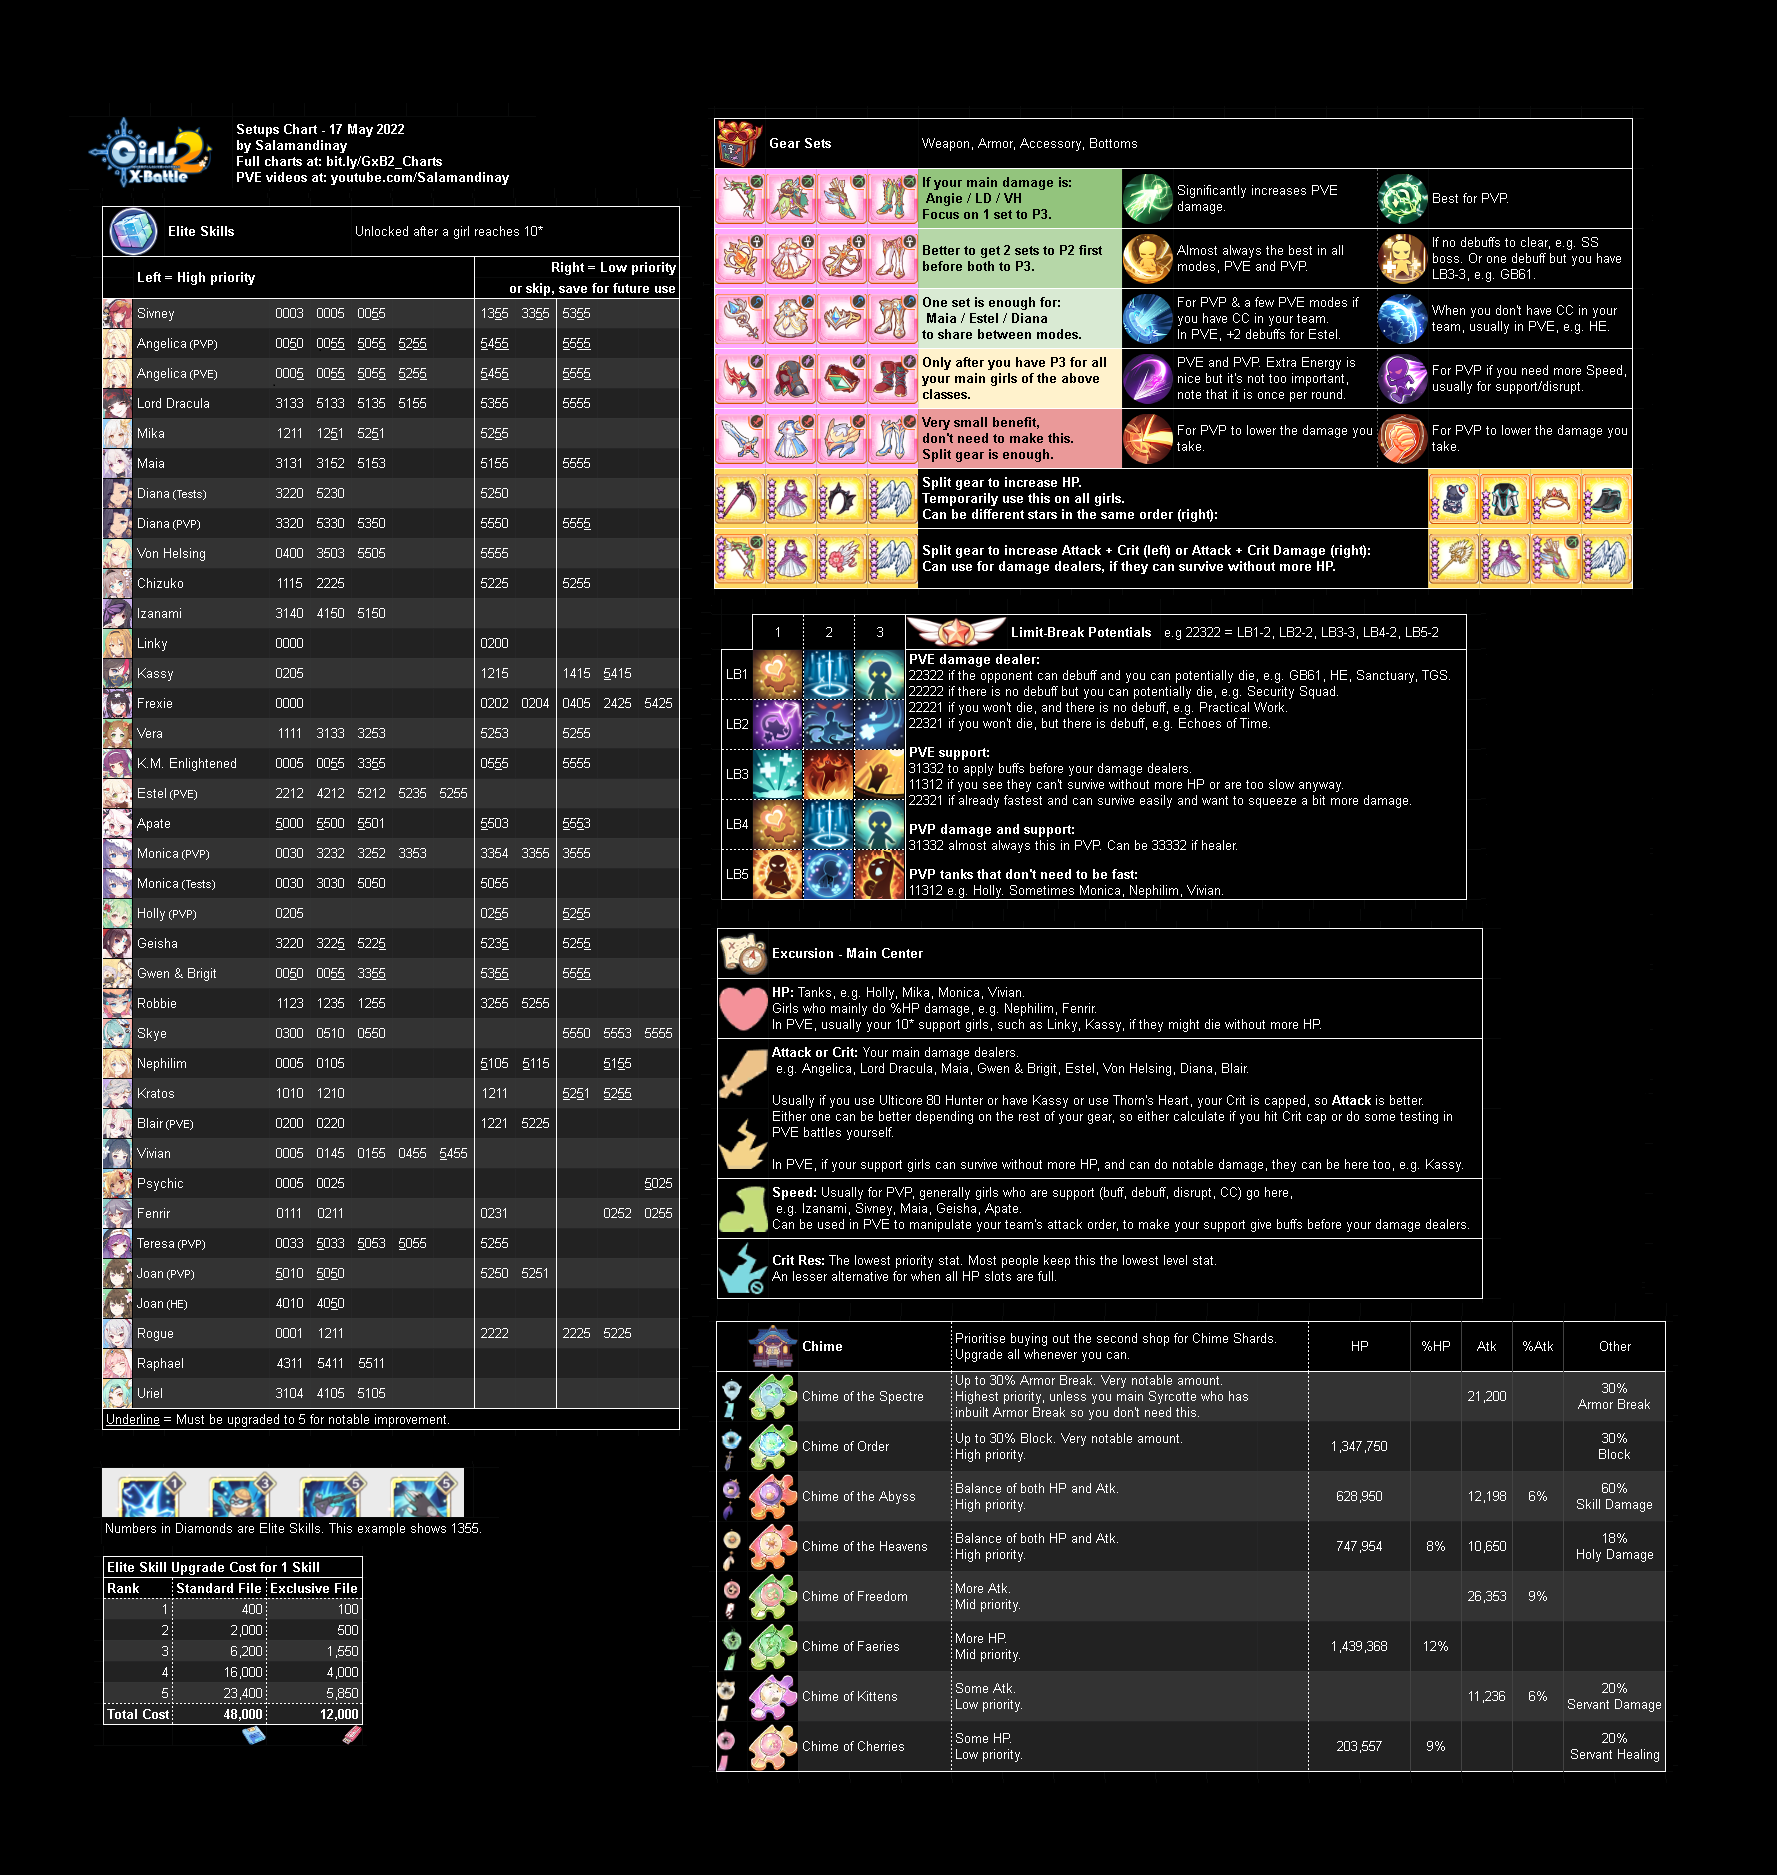 Girls 2
X-Battle
Setups Chart - 17 May 2022
by Salamandinay
Full charts at: bit.ly/GxB2_Charts
PVE videos at: youtube.com/Salamandinay
Elite Skills Unlocked after a girl reaches 10*
Left = High priority
Right = Low priority
or skip, save for future use
Sivney 0003 0005 0055 1355 3355 5355
Angelica (PVP) 0050 0055 5055 5255 5455 5555
Angelica (PVE) 0005 0055 5055 5255 5455 5555
Lord Dracula 3133 5133 5135 5155 5355 5555
Mika 1211 1251 5251 5255
Maia 3131 3152 5153 5155 5555
Diana (Tests) 3220 5230 5250
Diana (PVP) 3320 5330 5350 5550 5555
Von Helsing 0400 3503 5505 5555
Chizuko 1115 2225 5225 5255
Izanami 3140 4150 5150
Linky 0000 0200
Kassy 0205 1215 1415 5415
Frexie 0000 0202 0204 0405 2425 5425
Vera 1111 3133 3253 5253 5255
K.M. Enlightened 0005 0055 3355 0555 5555
Estel (PVE) 2212 4212 5212 5235 5255
Apate 5000 5500 5501 5503 5553
Monica (PVP) 0030 3232 3252 3353 3354 3355 3555
Monica (Tests) 0030 3030 5050 5055
Holly (PVP) 0205 0255 5255
Geisha 3220 3225 5225 5235 5255
Gwen & Brigit 0050 0055 3355 5355 5555
Robbie 1123 1235 1255 3255 5255
Skye 0300 0510 0550 5550 5553 5555
Nephilim 0005 0105 5105 5115 5155
Kratos 1010 1210 1211 5251 5255
Blair (PVE) 0200 0220 1221 5225
Vivian 0005 0145 0155 0455 5455
Psychic 0005 0025 5025
Fenrir 0111 0211 0231 0252 0255
Teresa (PVP) 0033 5033 5053 5055 5255
Joan (PVP) 5010 5050 5250 5251
Joan (HE) 4010 4050
Rogue 0001 1211 2222 2225 5225
Raphael 4311 5411 5511
Uriel 3104 4105 5105
Underline = Must be upgraded to 5 for notable improvement.
1 3 5 5
Numbers in Diamonds are Elite Skills. This example shows 1355.
Elite Skill Upgrade Cost for 1 Skill
Rank Standard File Exclusive File
1 400 100
2 2,000 500
3 6,200 1,550
4 16,000 4,000
5 23,400 5,850
Total Cost 48,000 12,000
Gear Sets Weapon, Armor, Accessory, Bottoms
If your main damage is:
Angie / LD / VH
Focus on 1 set to P3.
Significantly increases PVE
damage.
Best for PVP.
Better to get 2 sets to P2 first
before both to P3.
Almost always the best in all
modes, PVE and PVP.
If no debuffs to clear, e.g. SS
boss. Or one debuff but you have
LB3-3, e.g. GB61.
One set is enough for:
Maia / Estel / Diana
to share between modes.
For PVP & a few PVE modes if
you have CC in your team.
In PVE, +2 debuffs for Estel.
When you don't have CC in your
team, usually in PVE, e.g. HE.
Only after you have P3 for all
your main girls of the above
classes.
PVE and PVP. Extra Energy is
nice but it's not too important,
note that it is once per round.
For PVP if you need more Speed,
usually for support/disrupt.
Very small benefit,
don't need to make this.
Split gear is enough.
For PVP to lower the damage you
take.
For PVP to lower the damage you
take.
Split gear to increase HP.
Temporarily use this on all girls.
Can be different stars in the same order (right):
Split gear to increase Attack + Crit (left) or Attack + Crit Damage (right):
Can use for damage dealers, if they can survive without more HP.
1 2 3 Limit-Break Potentials e.g 22322 = LB1-2, LB2-2, LB3-3, LB4-2, LB5-2
LB1
LB2
LB3
LB4
LB5
PVE damage dealer:
22322 if the opponent can debuff and you can potentially die, e.g. GB61, HE, Sanctuary, TGS.
22222 if there is no debuff but you can potentially die, e.g. Security Squad.
22221 if you won't die, and there is no debuff, e.g. Practical Work.
22321 if you won't die, but there is debuff, e.g. Echoes of Time.
PVE support:
31332 to apply buffs before your damage dealers.
11312 if you see they can't survive without more HP or are too slow anyway.
22321 if already fastest and can survive easily and want to squeeze a bit more damage.
PVP damage and support:
31332 almost always this in PVP. Can be 33332 if healer.
PVP tanks that don't need to be fast:
11312 e.g. Holly. Sometimes Monica, Nephilim, Vivian.
Excursion - Main Center
HP: Tanks, e.g. Holly, Mika, Monica, Vivian.
Girls who mainly do %HP damage, e.g. Nephilim, Fenrir.
In PVE, usually your 10* support girls, such as Linky, Kassy, if they might die without more HP.
Attack or Crit: Your main damage dealers.
e.g. Angelica, Lord Dracula, Maia, Gwen & Brigit, Estel, Von Helsing, Diana, Blair.
Usually if you use Ulticore 80 Hunter or have Kassy or use Thorn's Heart, your Crit is capped, so Attack is better.
Either one can be better depending on the rest of your gear, so either calculate if you hit Crit cap or do some testing in
PVE battles yourself.
In PVE, if your support girls can survive without more HP, and can do notable damage, they can be here too, e.g. Kassy.
Speed: Usually for PVP, generally girls who are support (buff, debuff, disrupt, CC) go here,
e.g. Izanami, Sivney, Maia, Geisha, Apate.
Can be used in PVE to manipulate your team's attack order, to make your support give buffs before your damage dealers.
Crit Res: The lowest priority stat. Most people keep this the lowest level stat.
An lesser alternative for when all HP slots are full.
Chime
Prioritise buying out the second shop for Chime Shards.
Upgrade all whenever you can.
HP %HP Atk %Atk Other
Chime of the Spectre
Up to 30% Armor Break. Very notable amount.
Highest priority, unless you main Syrcotte who has
inbuilt Armor Break so you don't need this.
21,200
30%
Armor Break
Chime of Order
Up to 30% Block. Very notable amount.
High priority.
1,347,750
30%
Block
Chime of the Abyss
Balance of both HP and Atk.
High priority.
628,950 12,198 6%
60%
Skill Damage
Chime of the Heavens
Balance of both HP and Atk.
High priority.
747,954 8% 10,650
18%
Holy Damage
Chime of Freedom
More Atk.
Mid priority.
26,353 9%
Chime of Faeries
More HP.
Mid priority.
1,439,368 12%
Chime of Kittens
Some Atk.
Low priority.
11,236 6%
20%
Servant Damage
Chime of Cherries
Some HP.
Low priority.
203,557 9%
20%
Servant Healing